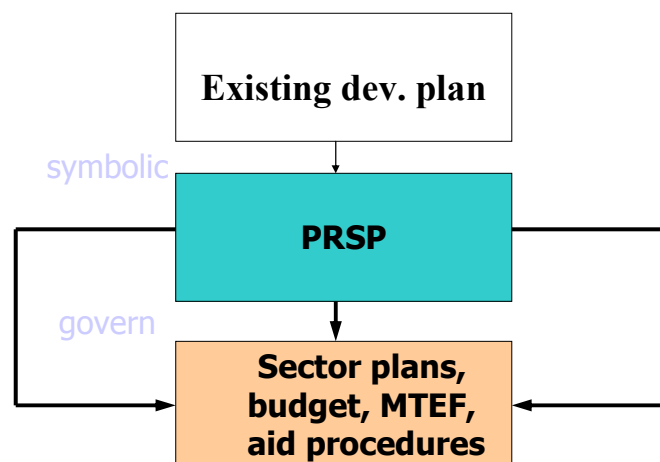 Existing dev. plan
symbolic
PRSP
govern
Sector plans,
budget, MTEF,
aid procedures